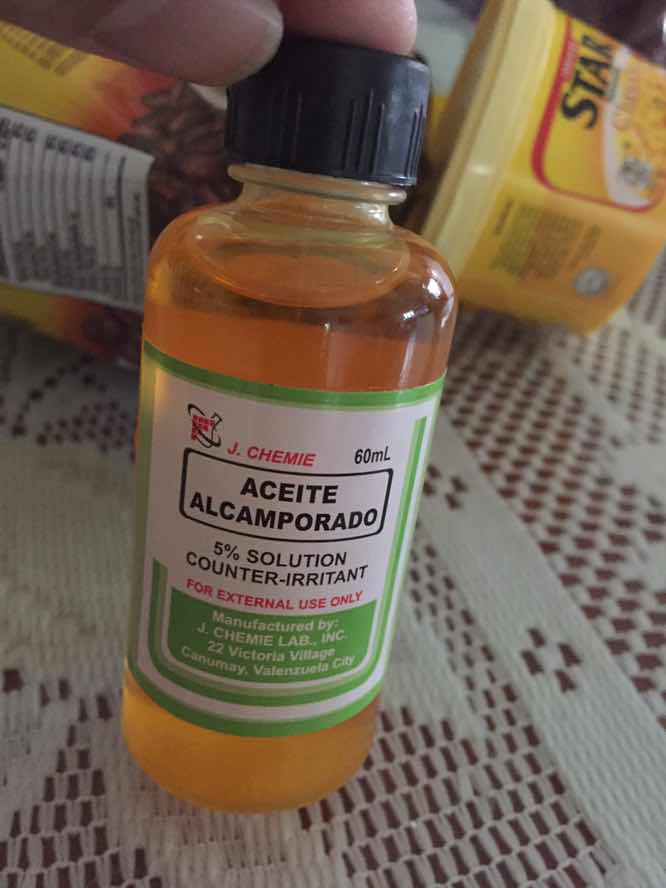 J. CHEMIE 60mL
ACEITE
ALCAMPORADO
5% SOLUTION
COUNTER-IRRITANT
FOR EXTERNAL USE ONLY
Manufactured by:
J. CHEMIE LAB., INC.
22 Victoria Village
Canumay, Valenzuela City
STAR